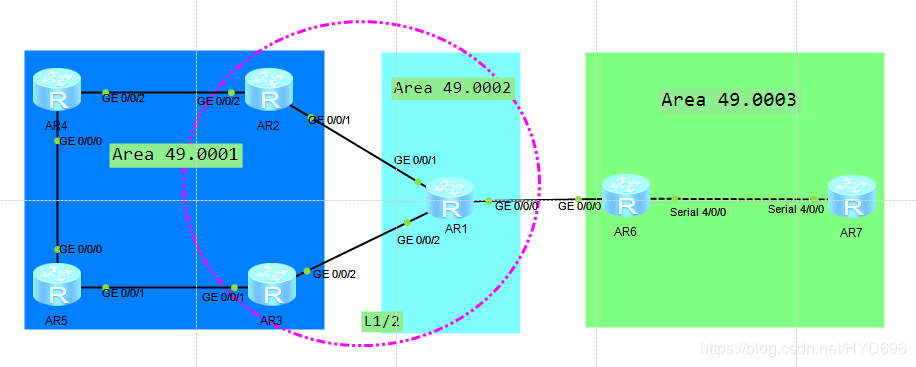 Area 49.0002
GE 0/0/2
GE 0/0/2
Area 49.0003
AR4
AR2
GE 0/0/1
GE 0/0/0
Area 49.0001
GE 0/0/1
R
R
R
R
R
R
R
GE 0/0/0
GE 0/0/0
Serial 4/0/0
Serial 4/0/0
AR1
AR6
AR7
GE 0/0/2
GE 0/0/0
GE 0/0/2
GE 0/0/1
GE 0/0/1
AR5
AR3
L1/2
https://blog.csdn.net/HYD696